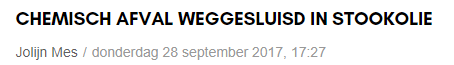 CHEMISCH AFVAL WEGGESLUISD IN STOOKOLIE
Jolijn Mes / donderdag 28 september 2017, 17:27